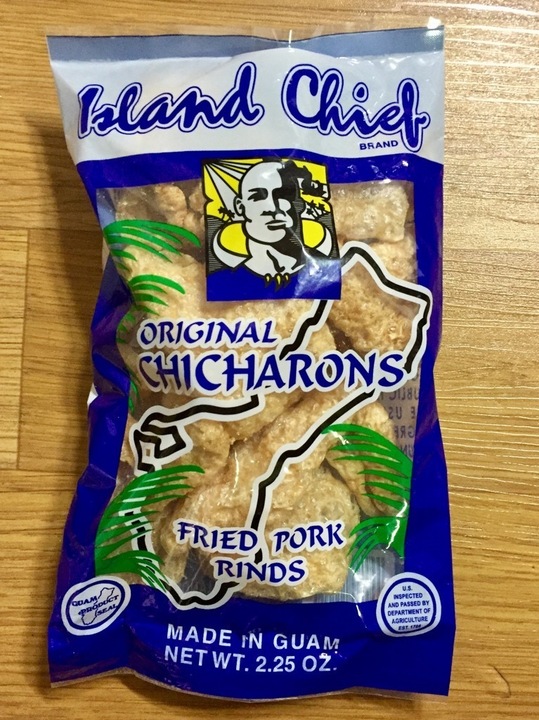 Island Chief
BRAND
ORIGINAL
CHICHARONS
FRIED PORK
RINDS
GUAM
PRODUCT
SEAL
U.S.
INSPECTED
AND PASSED BY
DEPARTMENT OF
AGRICULTURE
MADE IN GUAM
NET WT. 2.25 OZ.